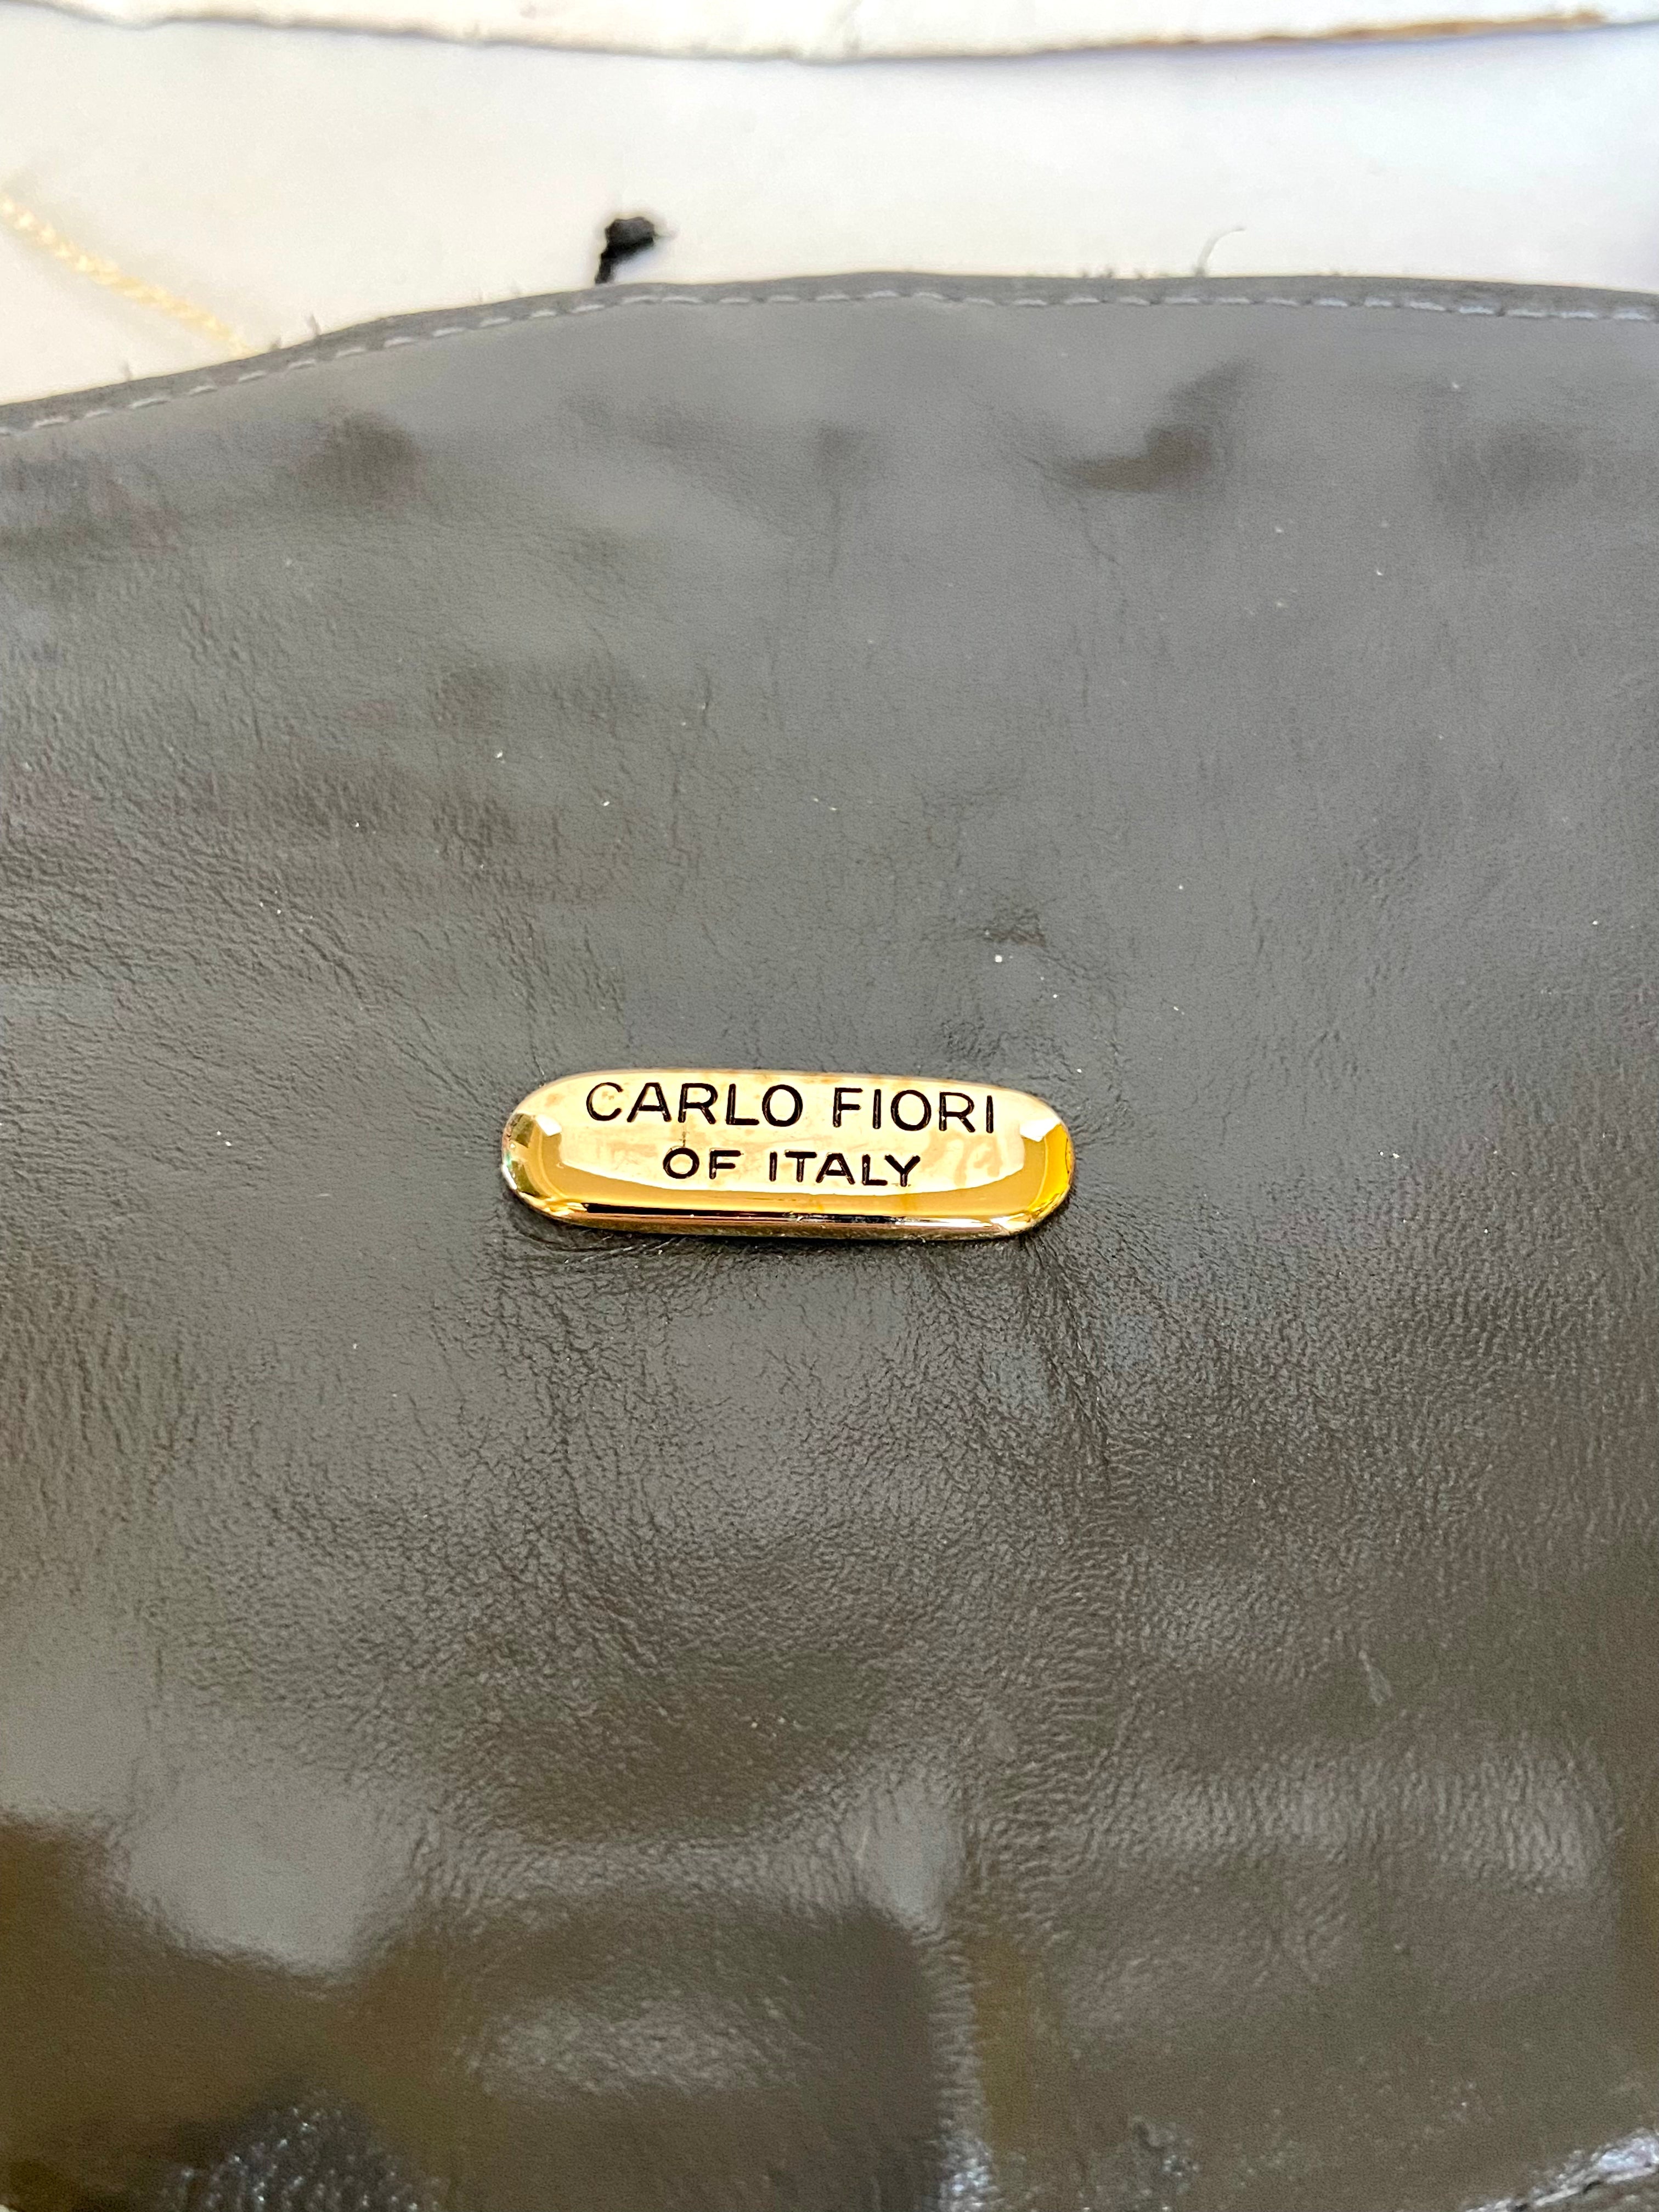 CARLO FIORI
OF ITALY